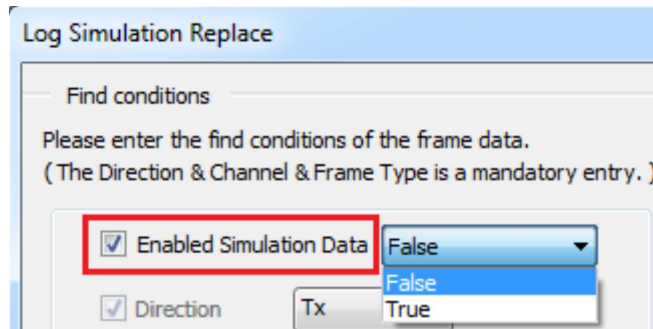 Log Simulation Replace
Find conditions
Please enter the find conditions of the frame data.
( The Direction & Channel & Frame Type is a mandatory entry. )
Enabled Simulation Data False
False
Direction Tx True